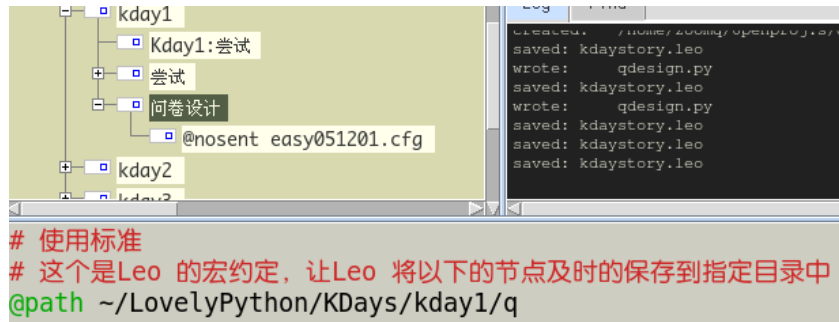 kday1
Kday1:尝试
尝试
问卷设计
@nosent easy051201.cfg
kday2
kday3
Log Find
saved: kdaystory.leo
wrote: qdesign.py
saved: kdaystory.leo
wrote: qdesign.py
saved: kdaystory.leo
saved: kdaystory.leo
saved: kdaystory.leo
# 使用标准
# 这个是Leo 的宏约定, 让Leo 将以下的节点及时的保存到指定目录中
@path ~/LovelyPython/KDays/kday1/q